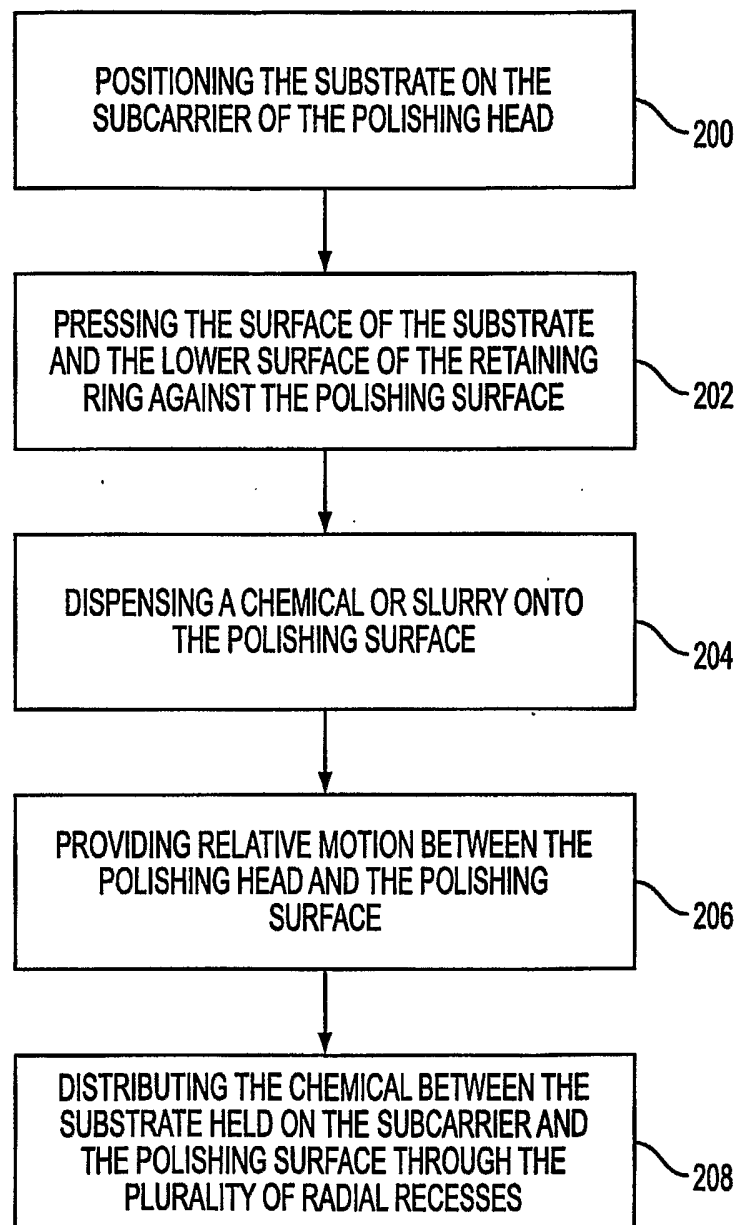 POSITIONING THE SUBSTRATE ON THE
SUBCARRIER OF THE POLISHING HEAD
200
PRESSING THE SURFACE OF THE SUBSTRATE
AND THE LOWER SURFACE OF THE RETAINING
RING AGAINST THE POLISHING SURFACE
202
DISPENSING A CHEMICAL OR SLURRY ONTO
THE POLISHING SURFACE
204
PROVIDING RELATIVE MOTION BETWEEN THE
POLISHING HEAD AND THE POLISHING
SURFACE
206
DISTRIBUTING THE CHEMICAL BETWEEN THE
SUBSTRATE HELD ON THE SUBCARRIER AND
THE POLISHING SURFACE THROUGH THE
PLURALITY OF RADIAL RECESSES
208